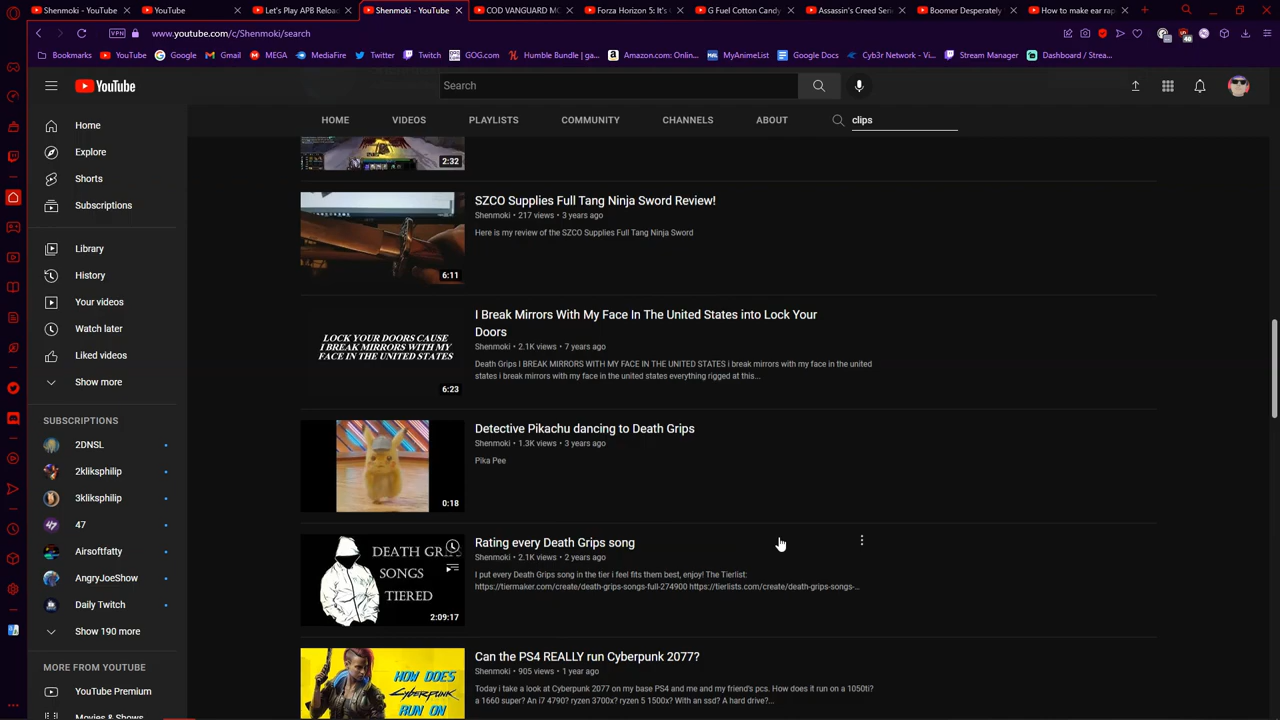 Shenmoki - YouTube
YouTube
Let's Play APB Reload
Shenmoki - YouTube
COD VANGUARD M
Forza Horizon 5: It's
G Fuel Cotton Candy
Assassin's Creed Seri
Boomer Desperately
How to make ear rap
VPN
www.youtube.com/c/Shenmoki/search
Bookmarks
YouTube
Google
Gmail
MEGA
MediaFire
Twitter
Twitch
GOG.com
Humble Bundle | ga...
Amazon.com: Onlin...
MyAnimeList
Google Docs
Cyb3r Network - Vi...
Stream Manager
Dashboard / Strea...
YouTube
Search
HOME
VIDEOS
PLAYLISTS
COMMUNITY
CHANNELS
ABOUT
clips
Home
Explore
Shorts
Subscriptions
Library
History
Your videos
Watch later
Liked videos
Show more
SUBSCRIPTIONS
2DNSL
2kliksphilip
3kliksphilip
47
Airsoftfatty
AngryJoeShow
Daily Twitch
Show 190 more
MORE FROM YOUTUBE
YouTube Premium
Movies & Shows
2:32
SZCO Supplies Full Tang Ninja Sword Review!
Shenmoki • 217 views • 3 years ago
Here is my review of the SZCO Supplies Full Tang Ninja Sword
6:11
I Break Mirrors With My Face In The United States into Lock Your
Doors
Shenmoki • 2.1K views • 7 years ago
Death Grips I BREAK MIRRORS WITH MY FACE IN THE UNITED STATES i break mirrors with my face in the united
states i break mirrors with my face in the united states everything rigged at this...
LOCK YOUR DOORS CAUSE
I BREAK MIRRORS WITH MY
FACE IN THE UNITED STATES
6:23
Detective Pikachu dancing to Death Grips
Shenmoki • 1.3K views • 3 years ago
Pika Pee
0:18
Rating every Death Grips song
Shenmoki • 2.1K views • 2 years ago
I put every Death Grips song in the tier i feel fits them best, enjoy! The Tierlist:
https://tiermaker.com/create/death-grips-songs-full-274900 https://tierlists.com/create/death-grips-songs-...
DEATH GR
SONGS
TIERED
2:09:17
Can the PS4 REALLY run Cyberpunk 2077?
Shenmoki • 905 views • 1 year ago
Today i take a look at Cyberpunk 2077 on my base PS4 and me and my friend's pcs. How does it run on a 1050ti?
a 1660 super? An i7 4790? ryzen 3700x? ryzen 5 1500x? With an ssd? A hard drive?...
HOW DOES
Cyberpunk
RUN ON